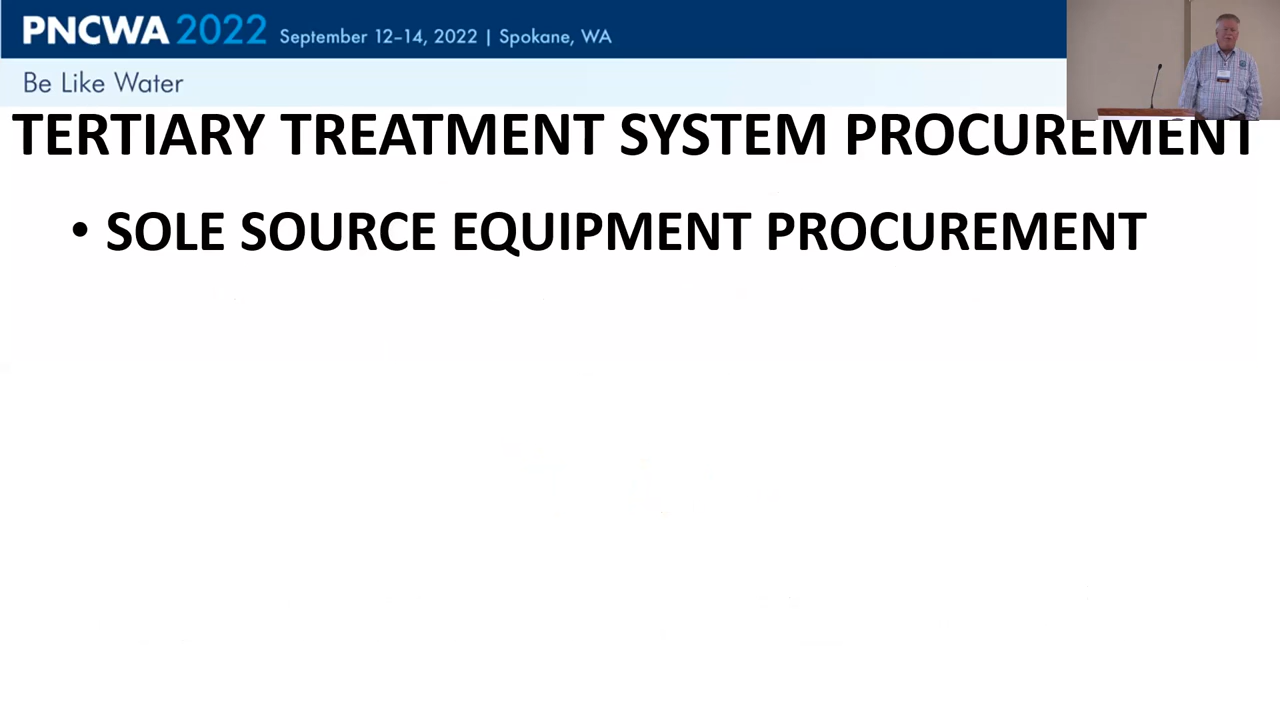 PNCWA 2022 September 12–14, 2022 | Spokane, WA
Be Like Water
TERTIARY TREATMENT SYSTEM PROCUREMENT
• SOLE SOURCE EQUIPMENT PROCUREMENT